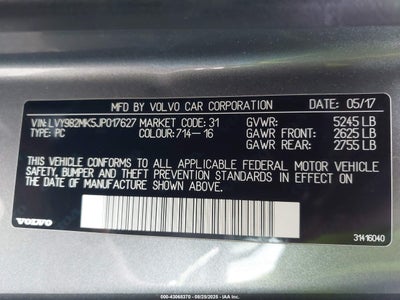 MFD BY VOLVO CAR CORPORATION DATE: 05/17
VIN: LVY982MK5JP017627 MARKET CODE: 31 GVWR: 5245 LB
TYPE: PC COLOUR: 714-16 GAWR FRONT: 2625 LB
GAWR REAR: 2755 LB
THIS VEHICLE CONFORMS TO ALL APPLICABLE FEDERAL MOTOR VEHICLE
SAFETY, BUMPER AND THEFT PREVENTION STANDARDS IN EFFECT ON THE
DATE OF MANUFACTURE SHOWN ABOVE.
VOLVO
31416040
000-43068370 - 09/29/2025 - IAA Inc.